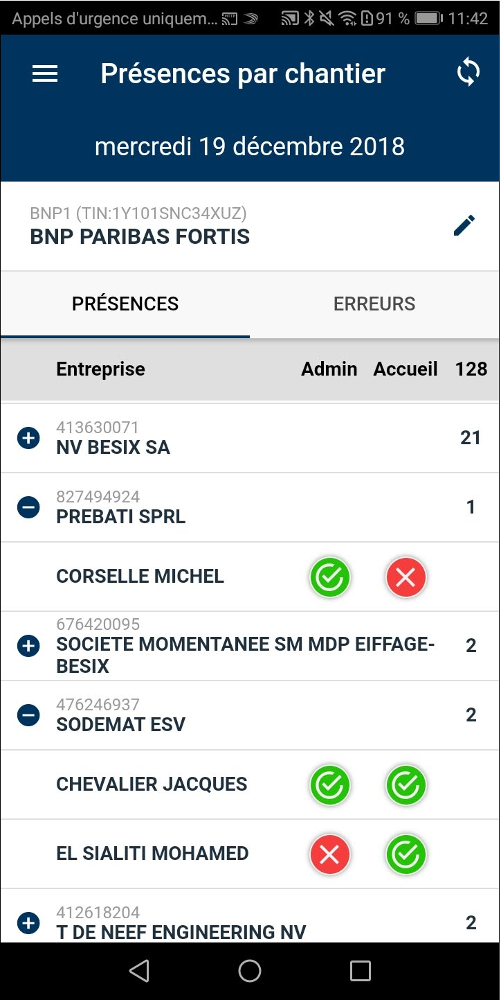 Appels d'urgence uniquem... HTTP 91 % 11:42
Présences par chantier
mercredi 19 décembre 2018
BNP1 (TIN:1Y101SNC34XUZ)
BNP PARIBAS FORTIS
PRÉSENCES ERREURS
Entreprise Admin Accueil 128
413630071
NV BESIX SA 21
827494924
PREBATI SPRL 1
CORSELLE MICHEL
676420095
SOCIETE MOMENTANEE SM MDP EIFFAGE-
BESIX 2
476246937
SODEMAT ESV 2
CHEVALIER JACQUES
EL SIALITI MOHAMED
412618204
T DE NEEF ENGINEERING NV 2